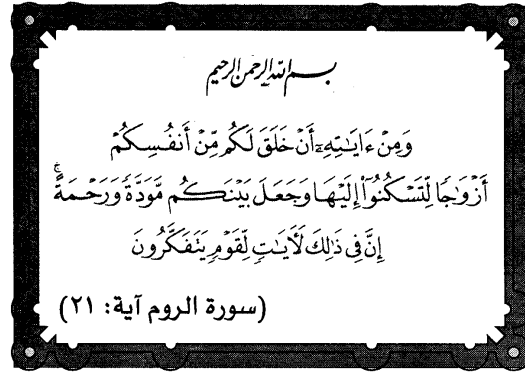 بسم الله الرحمن الرحيم
وَمِنْ ءَايَـٰتِهِۦٓ أَنْ خَلَقَ لَكُم مِّنْ أَنفُسِكُمْ
أَزْوَٰجًا لِّتَسْكُنُوٓا۟ إِلَيْهَا وَجَعَلَ بَيْنَكُم مَّوَدَّةً وَرَحْمَةً ۚ
إِنَّ فِى ذَٰلِكَ لَـَٔايَـٰتٍ لِّقَوْمٍ يَتَفَكَّرُونَ
(سورة الروم آية: ٢١)